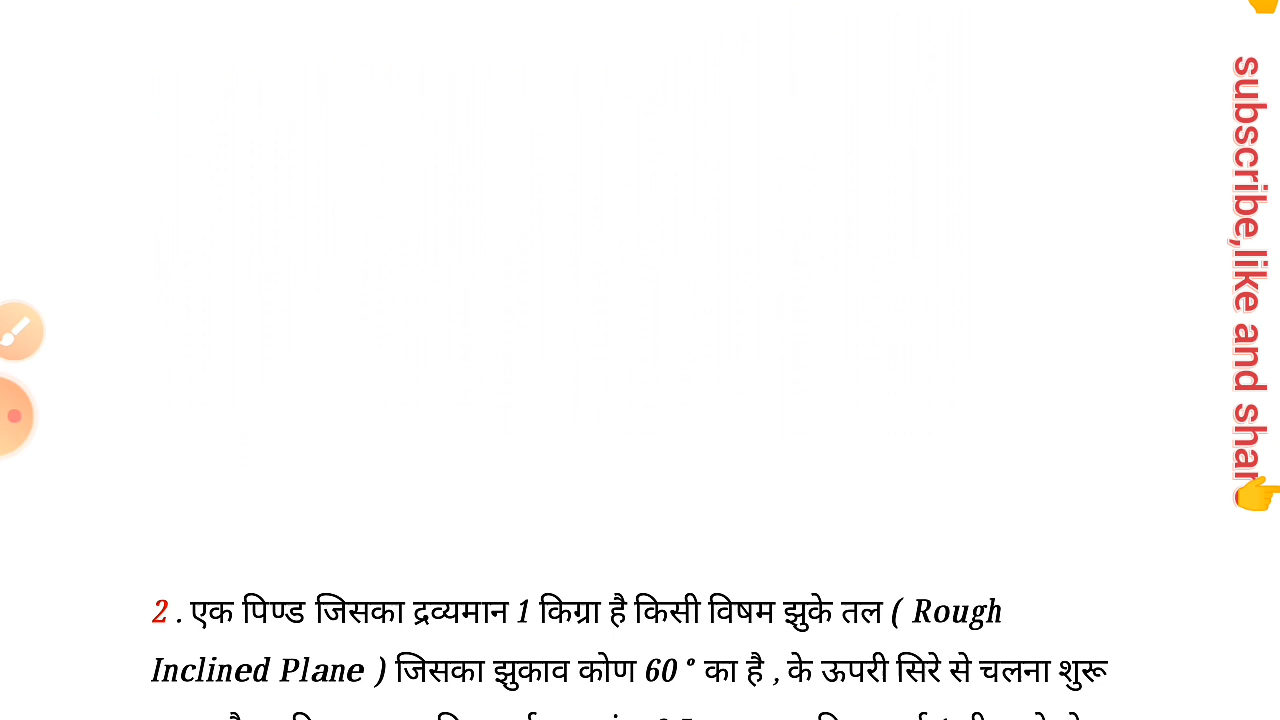 2 . एक पिण्ड जिसका द्रव्यमान 1 किग्रा है किसी विषम झुके तल ( Rough
Inclined Plane ) जिसका झुकाव कोण 60 ° का है , के ऊपरी सिरे से चलना शुरू
subscribe,like and shar